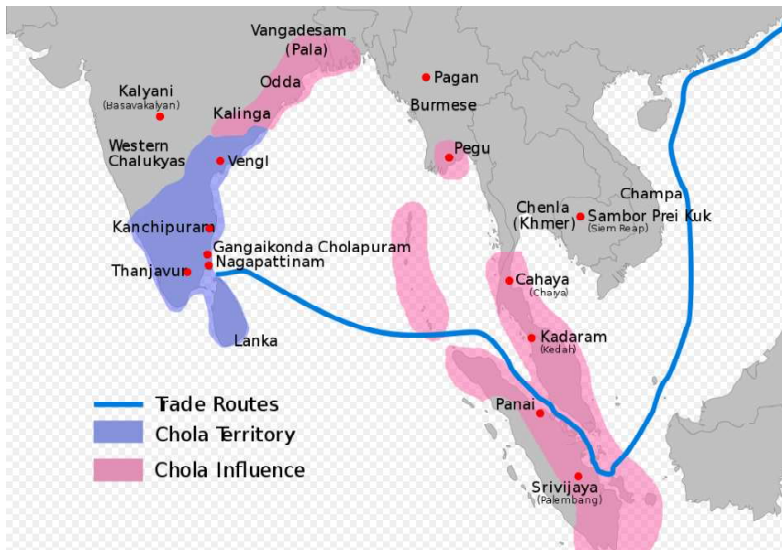 Vangadesam
(Pala)
Odda
Kalinga
Kalyani
(Basavakalyan)
Western
Chalukyas
Vengi
Kanchipuram
Gangaikonda Cholapuram
Nagapattinam
Thanjavur
Lanka
Pagan
Burmese
Pegu
Champa
Chenla
(Khmer)
Sambor Prei Kuk
(Siem Reap)
Cahaya
(Chaiya)
Kadaram
(Kedah)
Panai
Srivijaya
(Palembang)
Trade Routes
Chola Territory
Chola Influence